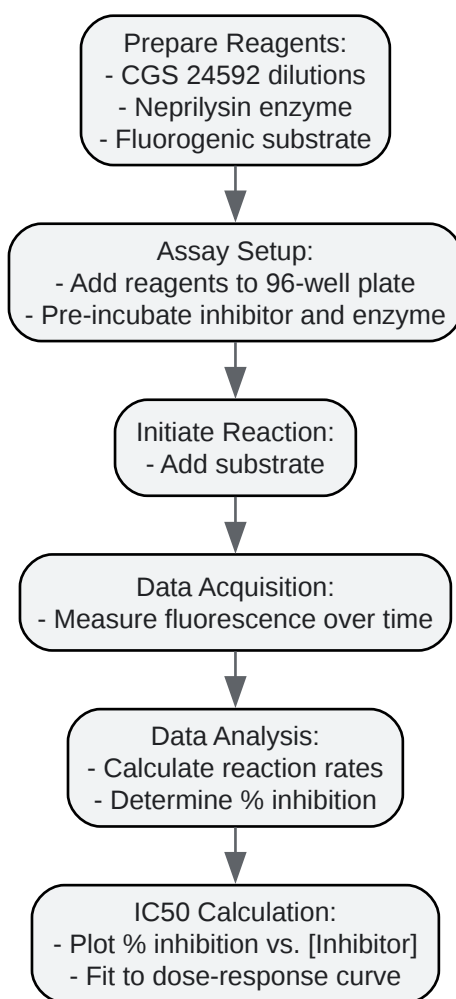 Prepare Reagents:
- CGS 24592 dilutions
- Neprilysin enzyme
- Fluorogenic substrate
Assay Setup:
- Add reagents to 96-well plate
- Pre-incubate inhibitor and enzyme
Initiate Reaction:
- Add substrate
Data Acquisition:
- Measure fluorescence over time
Data Analysis:
- Calculate reaction rates
- Determine % inhibition
IC50 Calculation:
- Plot % inhibition vs. [Inhibitor]
- Fit to dose-response curve